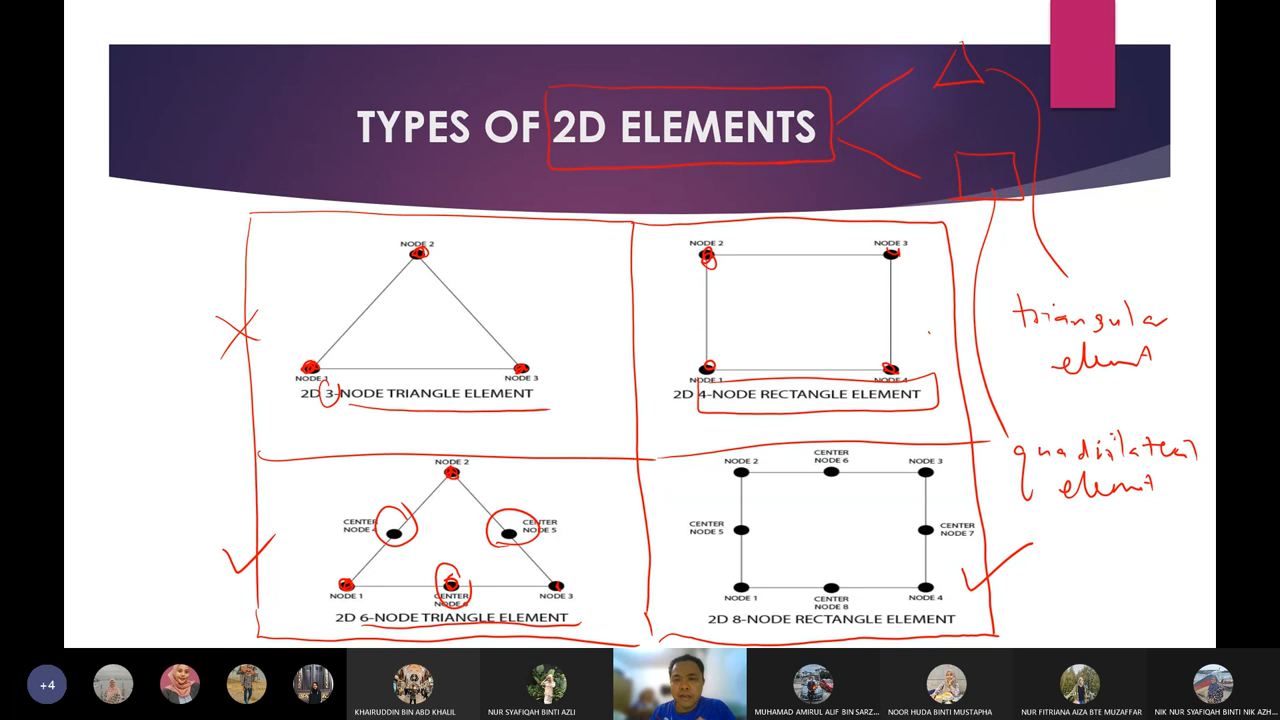 TYPES OF 2D ELEMENTS
NODE 2
NODE 1
NODE 3
2D 3-NODE TRIANGLE ELEMENT
NODE 2
NODE 3
NODE 1
NODE 4
2D 4-NODE RECTANGLE ELEMENT
triangular
element
quadrilateral
element
NODE 2
CENTER
NODE 4
CENTER
NODE 5
NODE 1
CENTER
NODE 6
NODE 3
2D 6-NODE TRIANGLE ELEMENT
NODE 2
CENTER
NODE 6
NODE 3
CENTER
NODE 5
CENTER
NODE 7
NODE 1
CENTER
NODE 8
NODE 4
2D 8-NODE RECTANGLE ELEMENT
+4
KHAIRUDDIN BIN ABD KHALIL
NUR SYAFIQAH BINTI AZLI
MUHAMAD AMIRUL ALIF BIN SARZ...
NOOR HUDA BINTI MUSTAPHA
NUR FITRIANA AIZA BTE MUZAFFAR
NIK NUR SYAFIQAH BINTI NIK AZH...